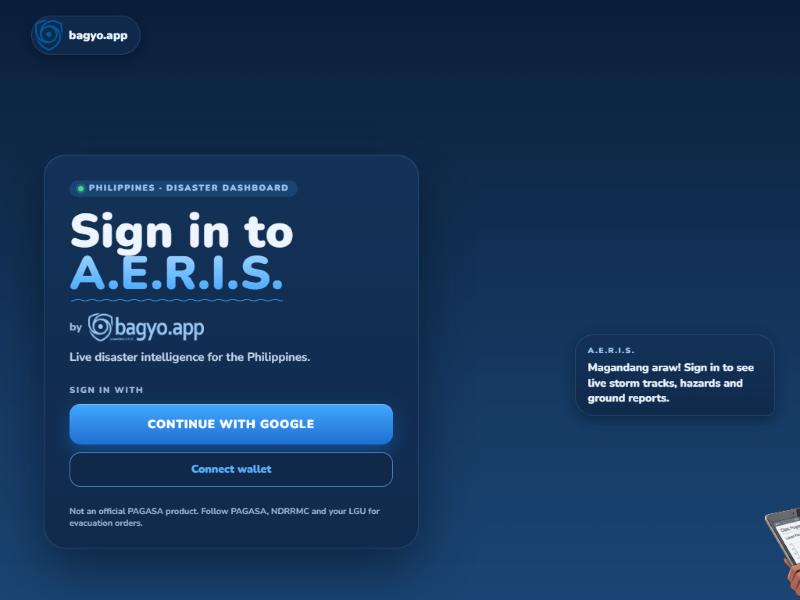 bagyo.app
PHILIPPINES · DISASTER DASHBOARD
Sign in to
A.E.R.I.S.
by bagyo.app
Live disaster intelligence for the Philippines.
SIGN IN WITH
CONTINUE WITH GOOGLE
Connect wallet
Not an official PAGASA product. Follow PAGASA, NDRRMC and your LGU for
evacuation orders.
A.E.R.I.S.
Magandang araw! Sign in to see
live storm tracks, hazards and
ground reports.